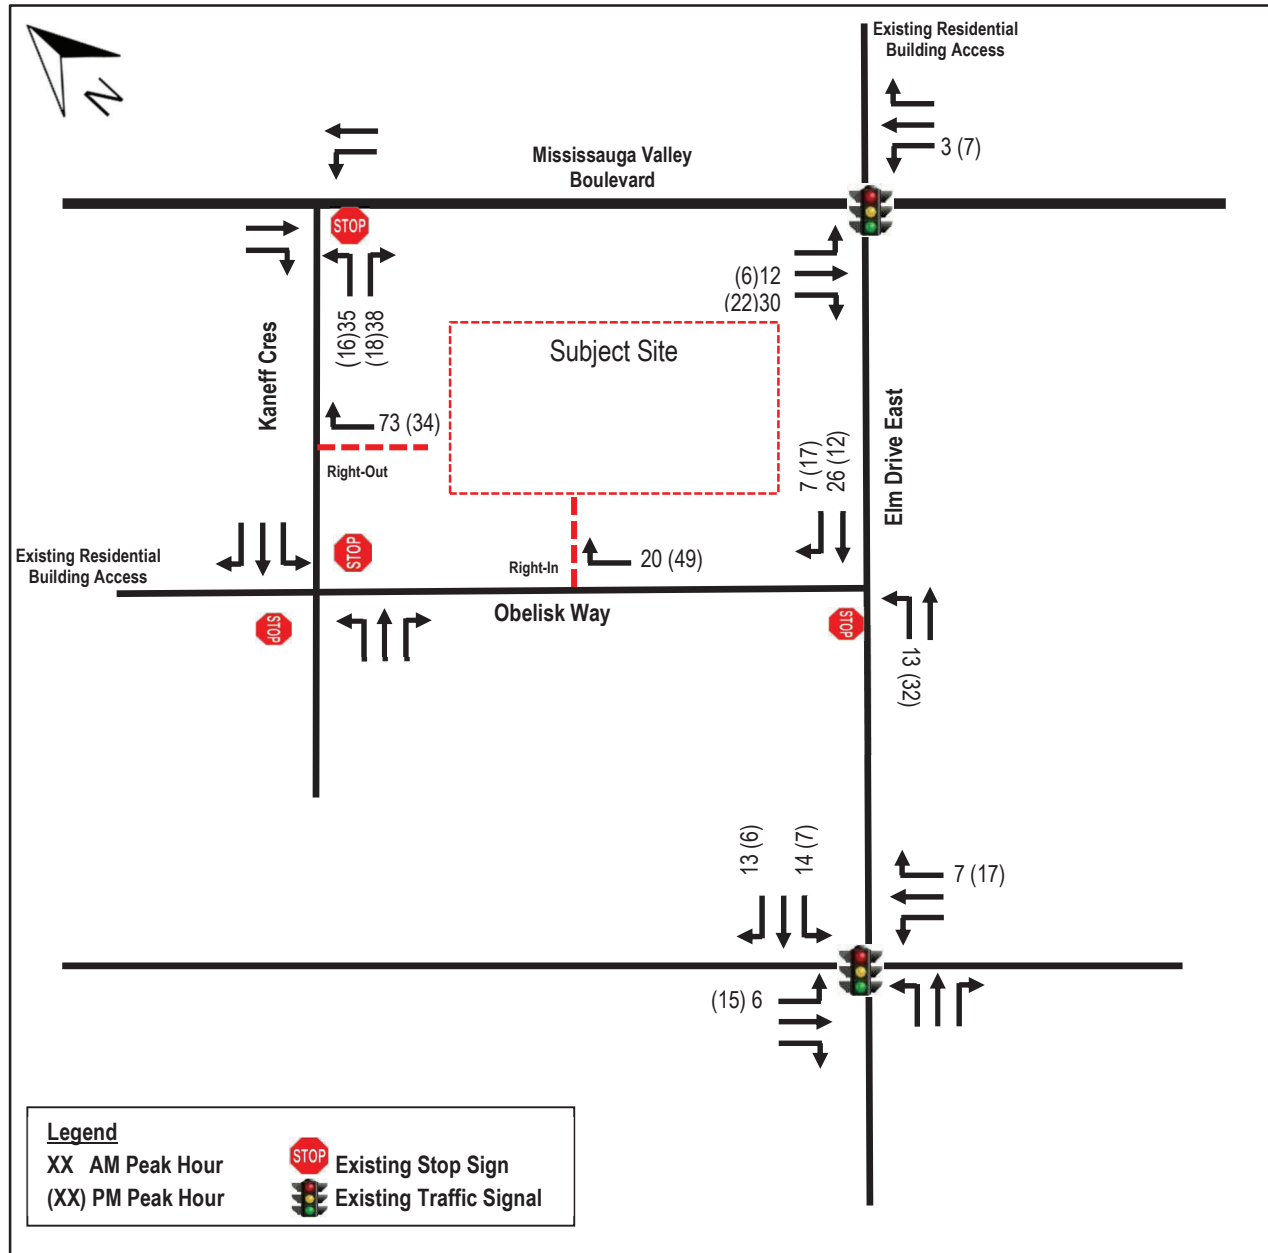 Existing Residential
Building Access
N
3 (7)
Mississauga Valley
Boulevard
STOP
(6)12
(22)30
(16)35
(18)38
Kaneff Cres
Subject Site
73 (34)
Right-Out
7 (17)
26 (12)
Elm Drive East
Existing Residential
Building Access
STOP
Right-In
20 (49)
Obelisk Way
STOP
STOP
13 (32)
13 (6)
14 (7)
7 (17)
(15) 6
Legend
XX AM Peak Hour
(XX) PM Peak Hour
STOP
Existing Stop Sign
Existing Traffic Signal